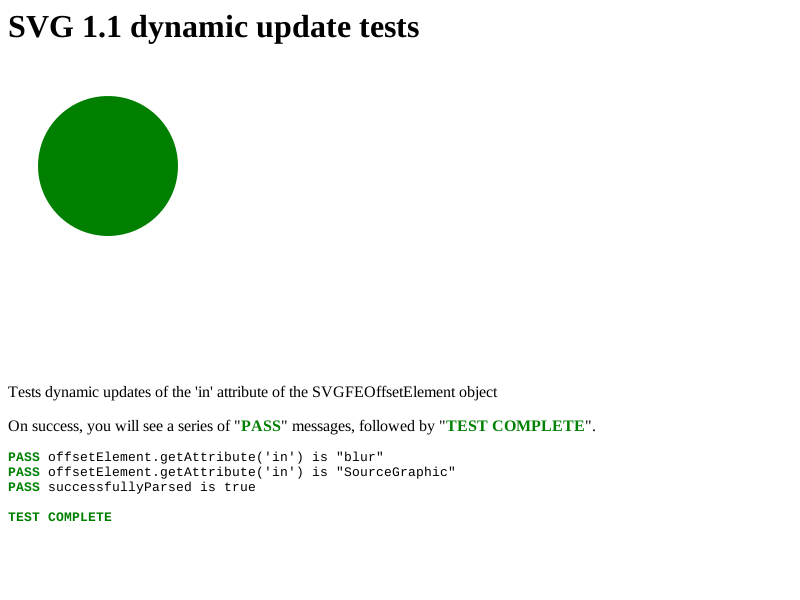 SVG 1.1 dynamic update tests
Tests dynamic updates of the 'in' attribute of the SVGFEOffsetElement object
On success, you will see a series of "PASS" messages, followed by "TEST COMPLETE".
PASS offsetElement.getAttribute('in') is "blur"
PASS offsetElement.getAttribute('in') is "SourceGraphic"
PASS successfullyParsed is true
TEST COMPLETE